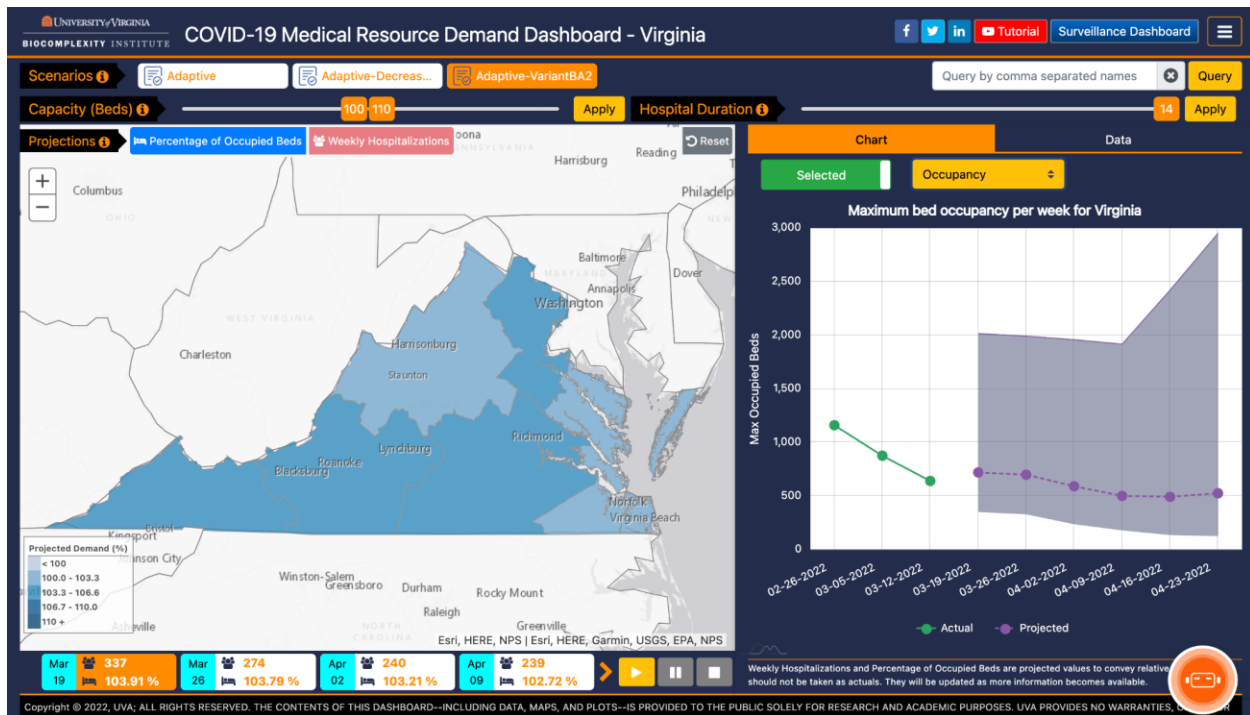 UNIVERSITY of VIRGINIA
BIOCOMPLEXITY INSTITUTE
COVID-19 Medical Resource Demand Dashboard - Virginia
Tutorial
Surveillance Dashboard
Scenarios
Adaptive
Adaptive-Decreas...
Adaptive-VariantBA2
Query by comma separated names
Query
Capacity (Beds)
100
110
Apply
Hospital Duration
14
Apply
Projections
Percentage of Occupied Beds
Weekly Hospitalizations
Reset
+
−
oona
PENNSYLVANIA
Harrisburg
Reading
Philadelp
NEW
Columbus
OHIO
Baltimore
MARYLAND
Dover
Annapolis
Washington
WEST VIRGINIA
Charleston
Harrisonburg
Staunton
Richmond
Lynchburg
Roanoke
Blacksburg
Norfolk
Virginia Beach
Bristol
Kingsport
Johnson City
Winston-Salem
Greensboro
Durham
Rocky Mount
Raleigh
Asheville
NORTH
CAROLINA
Greenville
Projected Demand (%)
< 100
100.0 - 103.3
103.3 - 106.6
106.7 - 110.0
110 +
Esri, HERE, NPS | Esri, HERE, Garmin, USGS, EPA, NPS
Mar 19
337
103.91 %
Mar 26
274
103.79 %
Apr 02
240
103.21 %
Apr 09
239
102.72 %
Chart
Data
Selected
Occupancy
Maximum bed occupancy per week for Virginia
3,000
2,500
2,000
1,500
1,000
500
0
Max Occupied Beds
02-26-2022
03-05-2022
03-12-2022
03-19-2022
03-26-2022
04-02-2022
04-09-2022
04-16-2022
04-23-2022
Actual
Projected
Weekly Hospitalizations and Percentage of Occupied Beds are projected values to convey relative
should not be taken as actuals. They will be updated as more information becomes available.
Copyright © 2022, UVA; ALL RIGHTS RESERVED. THE CONTENTS OF THIS DASHBOARD--INCLUDING DATA, MAPS, AND PLOTS--IS PROVIDED TO THE PUBLIC SOLELY FOR RESEARCH AND ACADEMIC PURPOSES. UVA PROVIDES NO WARRANTIES,